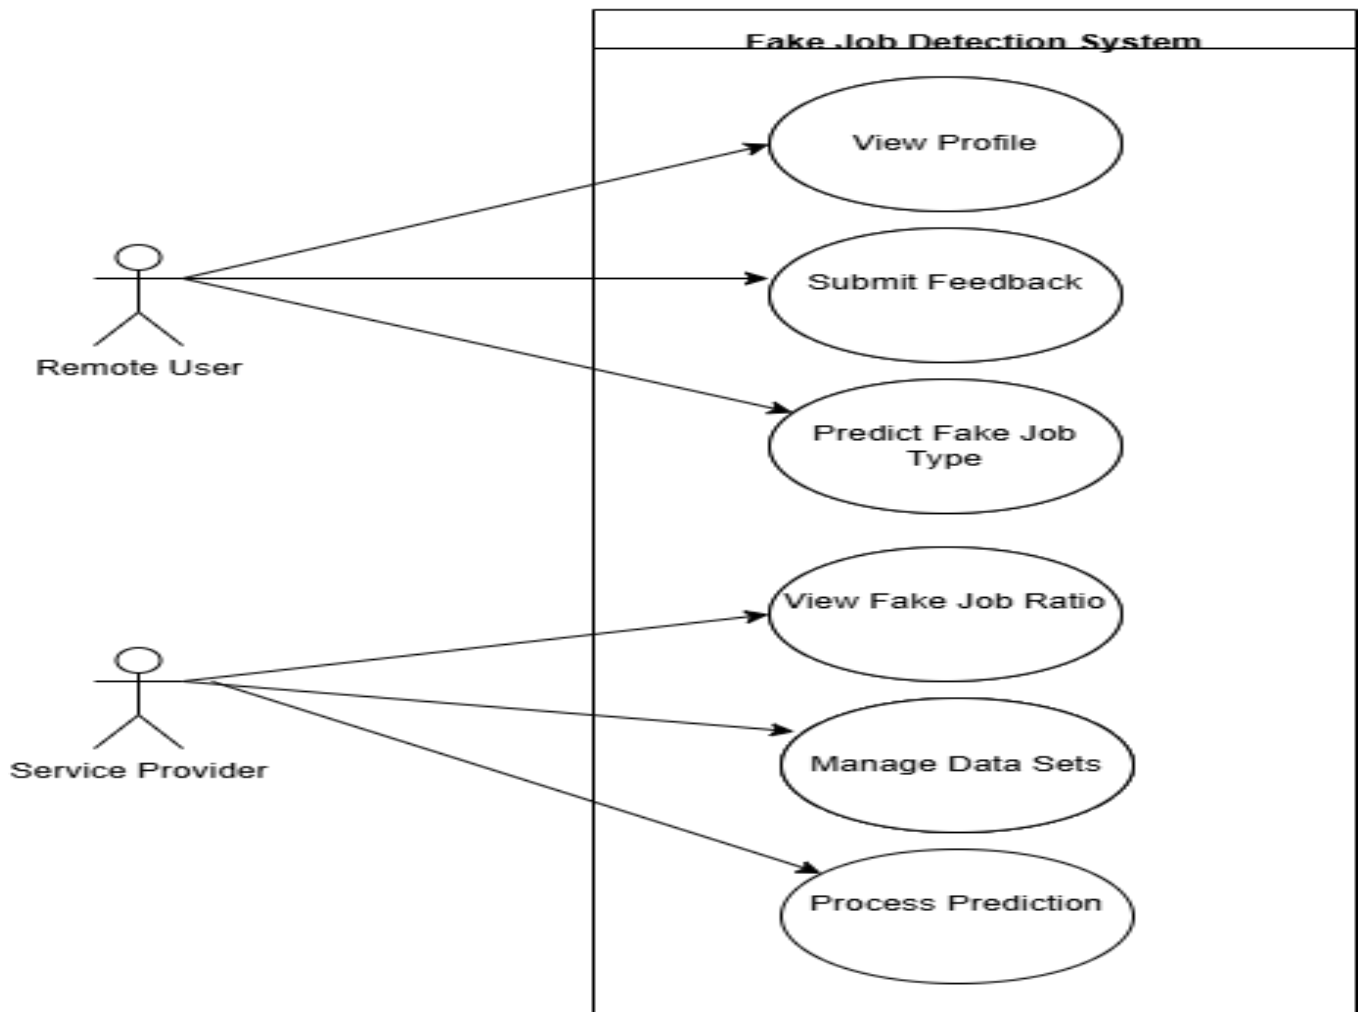 Fake Job Detection System
View Profile
Submit Feedback
Remote User
Predict Fake Job
Type
View Fake Job Ratio
Service Provider
Manage Data Sets
Process Prediction